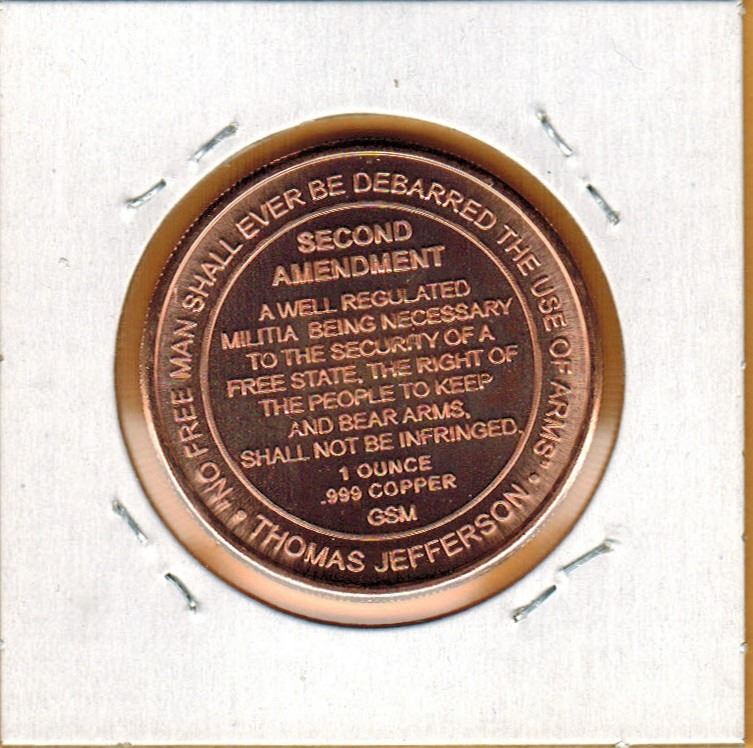 "NO FREE MAN SHALL EVER BE DEBARRED THE USE OF ARMS"
• THOMAS JEFFERSON •
SECOND
AMENDMENT
A WELL REGULATED
MILITIA BEING NECESSARY
TO THE SECURITY OF A
FREE STATE, THE RIGHT OF
THE PEOPLE TO KEEP
AND BEAR ARMS,
SHALL NOT BE INFRINGED.
1 OUNCE
.999 COPPER
GSM